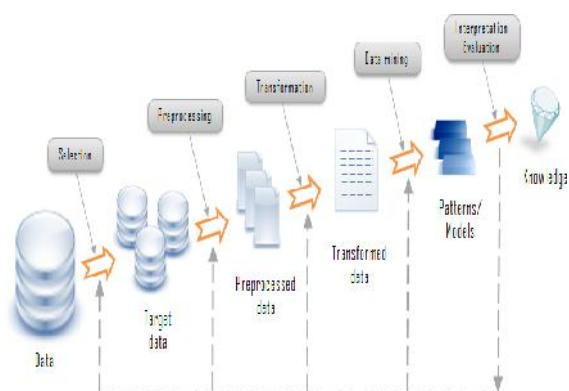 Interpretation
Evaluation
Data mining
Transformation
Preprocessing
Selection
Knowledge
Patterns/
Models
Transformed
data
Preprocessed
data
Target
data
Data